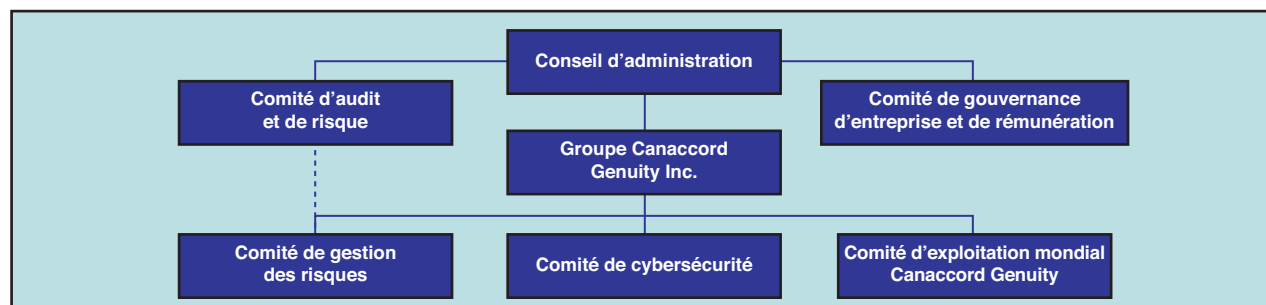 Conseil d'administration
Comité d'audit
et de risque
Comité de gouvernance
d'entreprise et de rémunération
Groupe Canaccord
Genuity Inc.
Comité de gestion
des risques
Comité de cybersécurité
Comité d'exploitation mondial
Canaccord Genuity